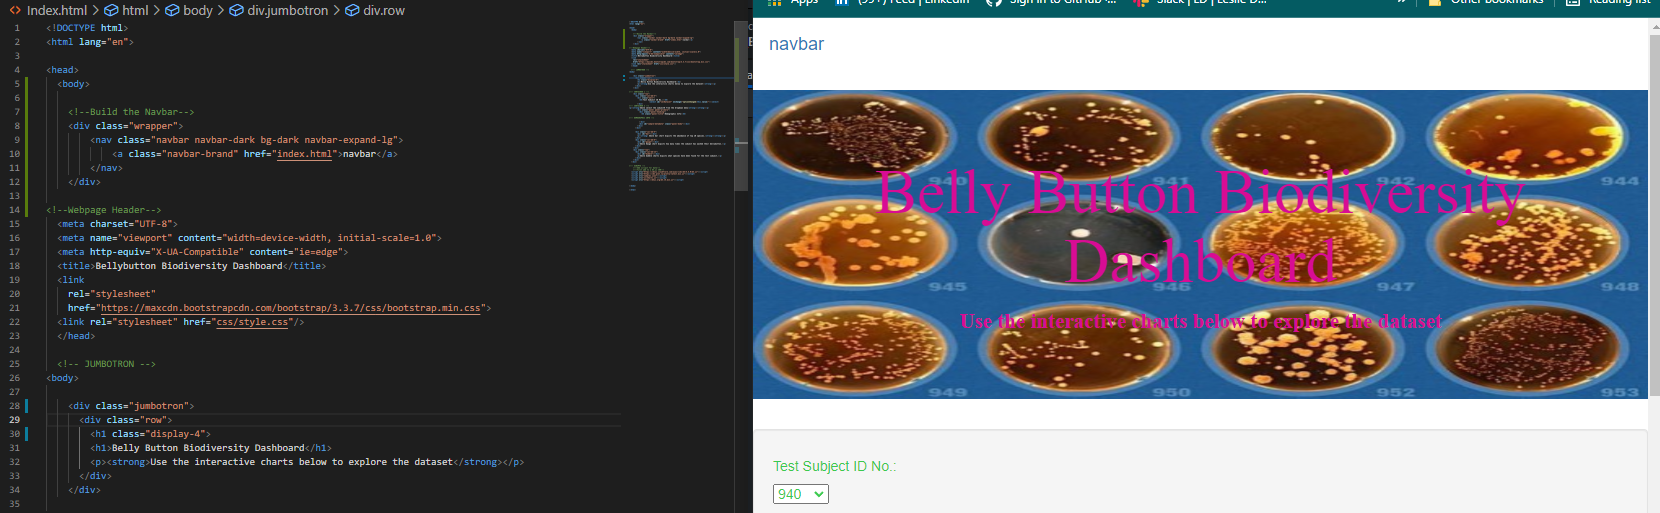 Index.html > html > body > div.jumbotron > div.row
1 <!DOCTYPE html>
2 <html lang="en">
3
4 <head>
5 <body>
6
7 <!--Build the Navbar-->
8 <div class="wrapper">
9 <nav class="navbar navbar-dark bg-dark navbar-expand-lg">
10 <a class="navbar-brand" href="index.html">navbar</a>
11 </nav>
12 </div>
13
14 <!--Webpage Header-->
15 <meta charset="UTF-8">
16 <meta name="viewport" content="width=device-width, initial-scale=1.0">
17 <meta http-equiv="X-UA-Compatible" content="ie=edge">
18 <title>Bellybutton Biodiversity Dashboard</title>
19 <link
20 rel="stylesheet"
21 href="https://maxcdn.bootstrapcdn.com/bootstrap/3.3.7/css/bootstrap.min.css">
22 <link rel="stylesheet" href="css/style.css"/>
23 </head>
24
25 <!-- JUMBOTRON -->
26 <body>
27
28 <div class="jumbotron">
29 <div class="row">
30 <h1 class="display-4">
31 <h1>Belly Button Biodiversity Dashboard</h1>
32 <p><strong>Use the interactive charts below to explore the dataset</strong></p>
33 </div>
34 </div>
35
Apps (99+) Feed | LinkedIn Sign in to GitHub ·... Slack | LD | Leslie D... » Other bookmarks Reading list
navbar
940 941 942 944
Belly Button Biodiversity
Dashboard
945 946 947 948
Use the interactive charts below to explore the dataset
949 950 952 953
Test Subject ID No.:
940